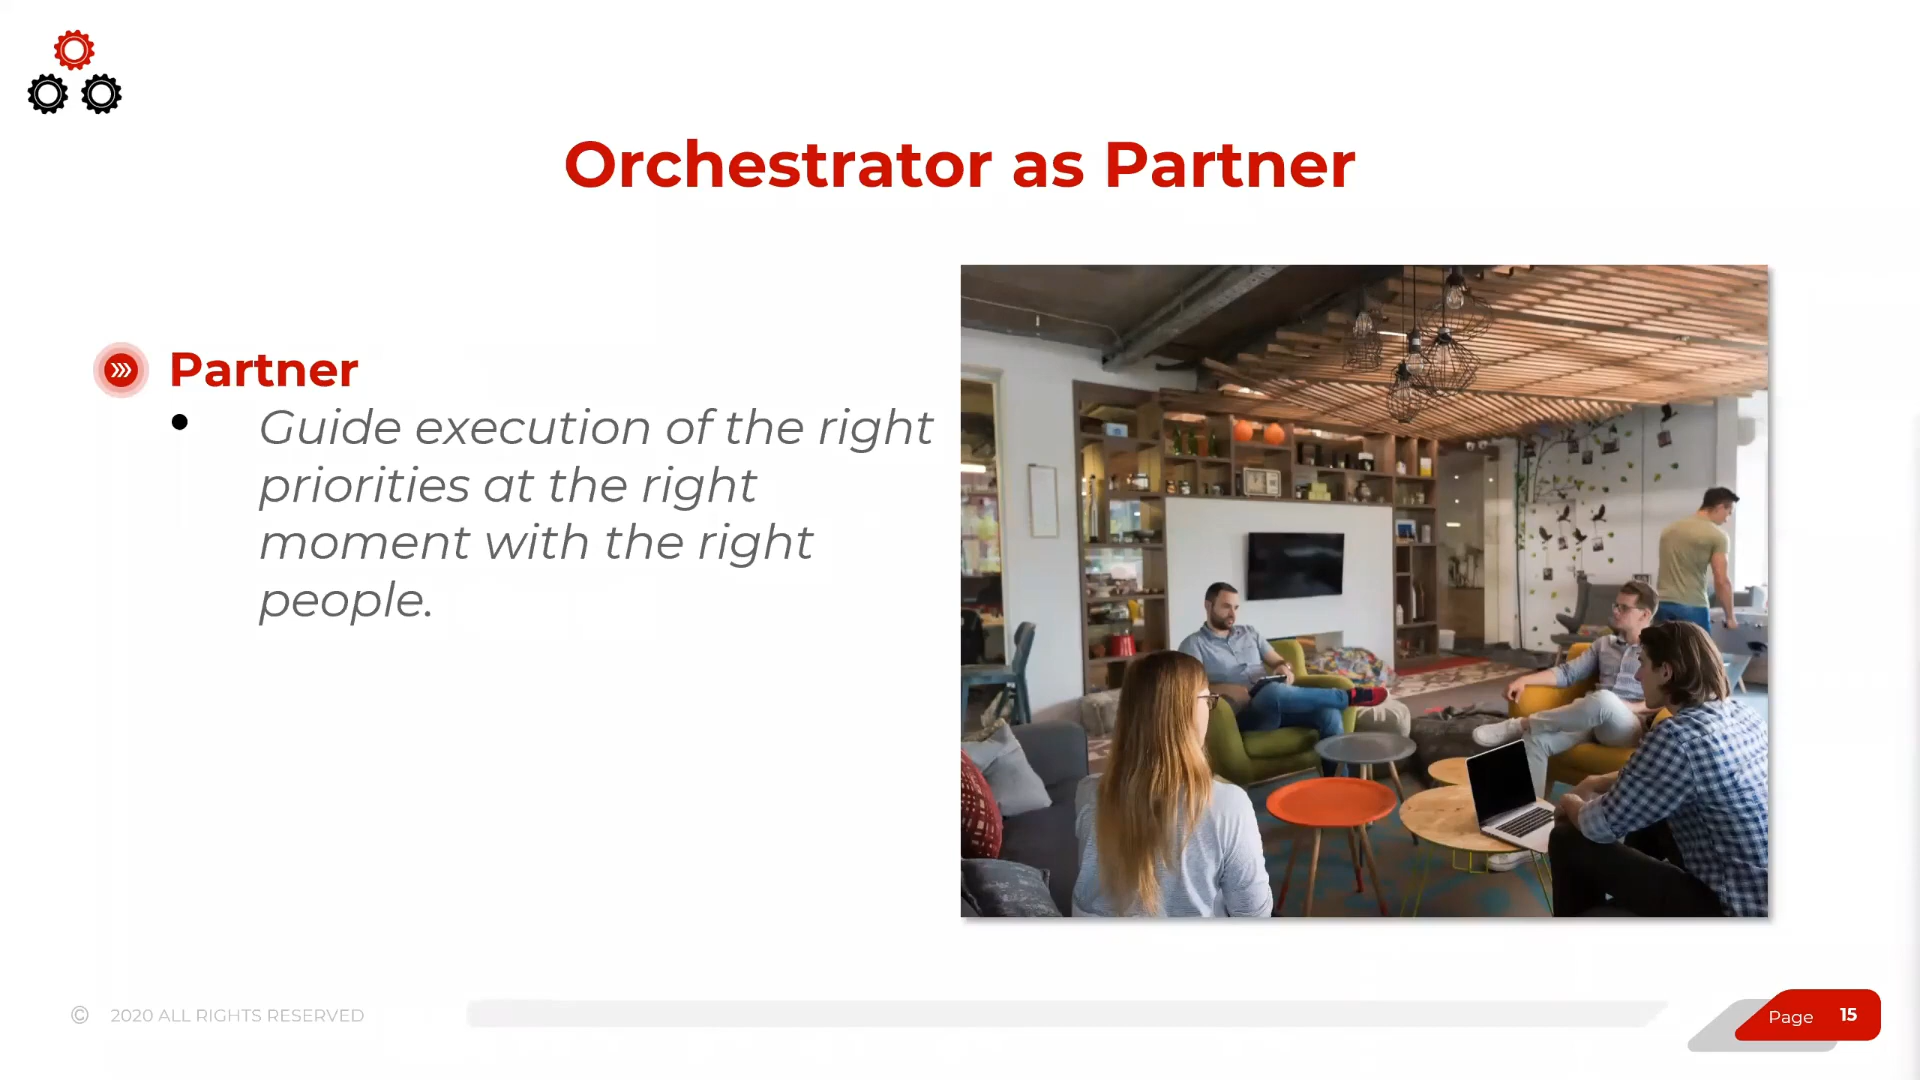 Orchestrator as Partner
Partner
• Guide execution of the right
priorities at the right
moment with the right
people.
© 2020 ALL RIGHTS RESERVED
Page 15